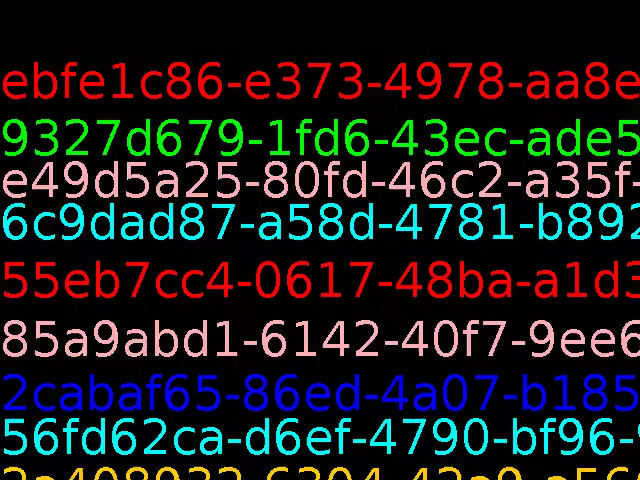 ebfe1c86-e373-4978-aa8e
9327d679-1fd6-43ec-ade5
e49d5a25-80fd-46c2-a35f-
6c9dad87-a58d-4781-b892
55eb7cc4-0617-48ba-a1d3
85a9abd1-6142-40f7-9ee6
2cabaf65-86ed-4a07-b185
56fd62ca-d6ef-4790-bf96-9